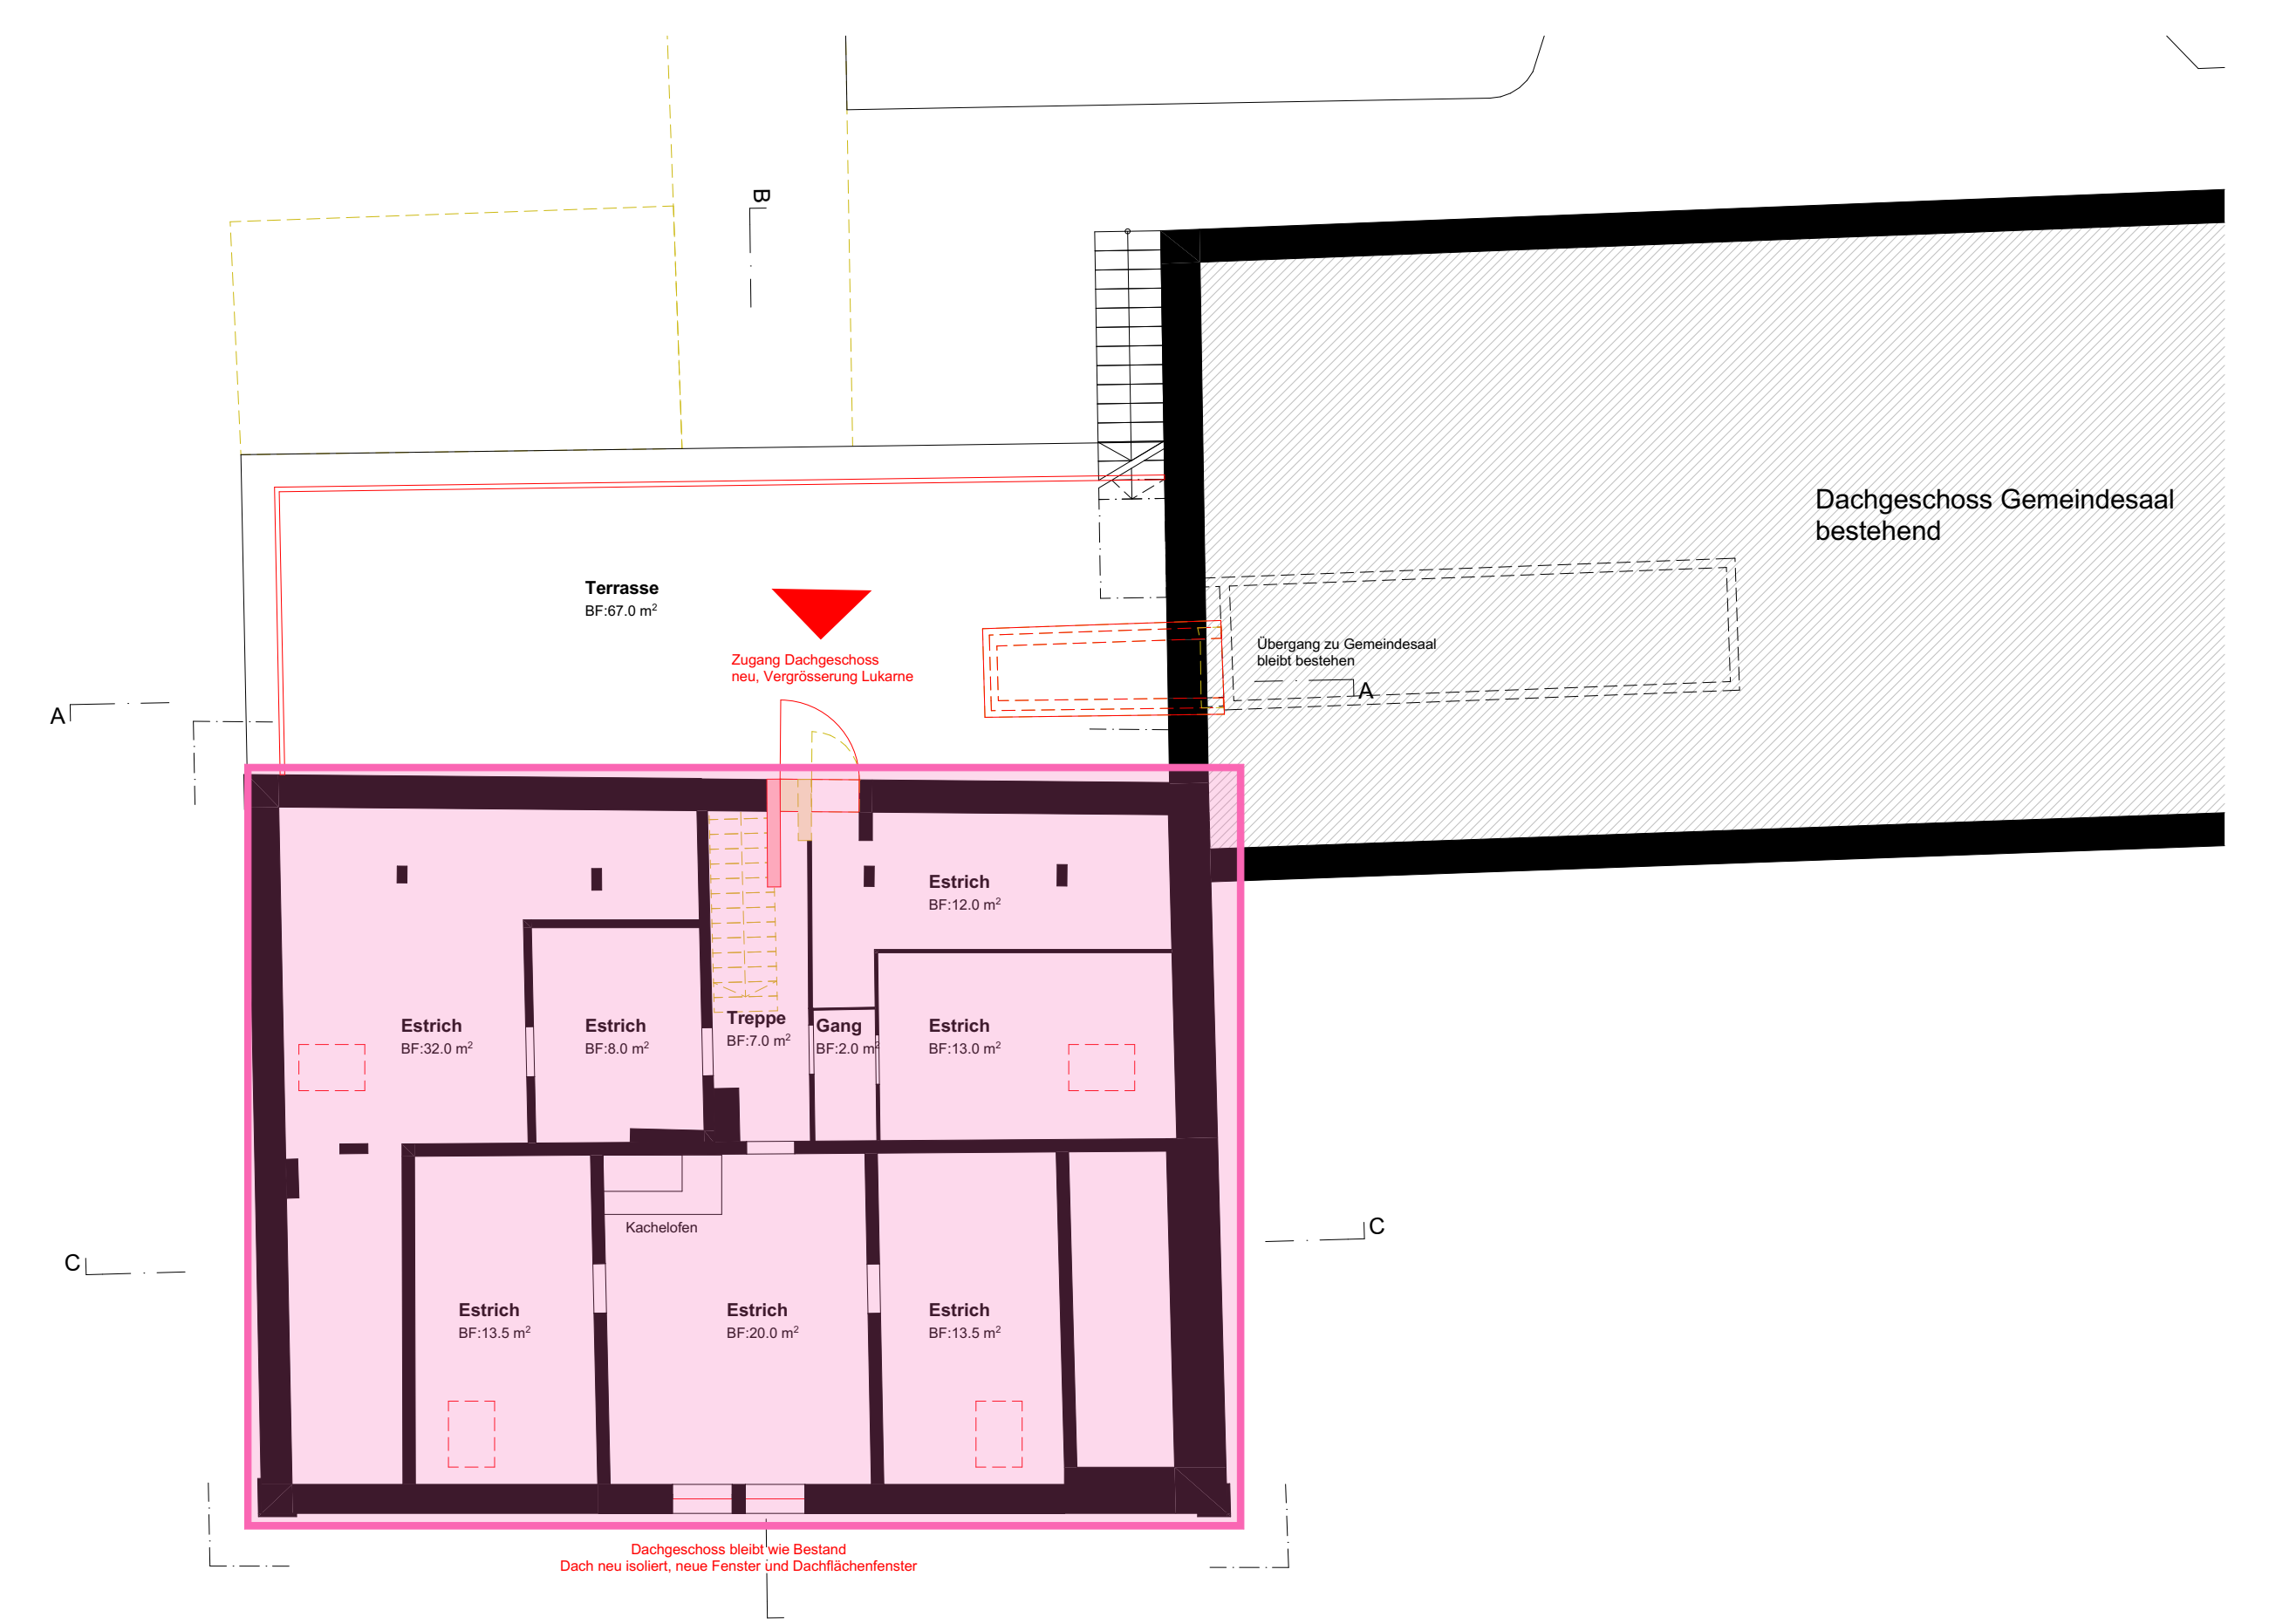 B
Dachgeschoss Gemeindesaal
bestehend
Terrasse
BF:67.0 m²
Zugang Dachgeschoss
neu, Vergrösserung Lukarne
Übergang zu Gemeindesaal
bleibt bestehen
A
A
Estrich
BF:12.0 m²
Estrich
BF:32.0 m²
Estrich
BF:8.0 m²
Treppe
BF:7.0 m²
Gang
BF:2.0 m²
Estrich
BF:13.0 m²
Kachelofen
C
C
Estrich
BF:13.5 m²
Estrich
BF:20.0 m²
Estrich
BF:13.5 m²
Dachgeschoss bleibt wie Bestand
Dach neu isoliert, neue Fenster und Dachflächenfenster